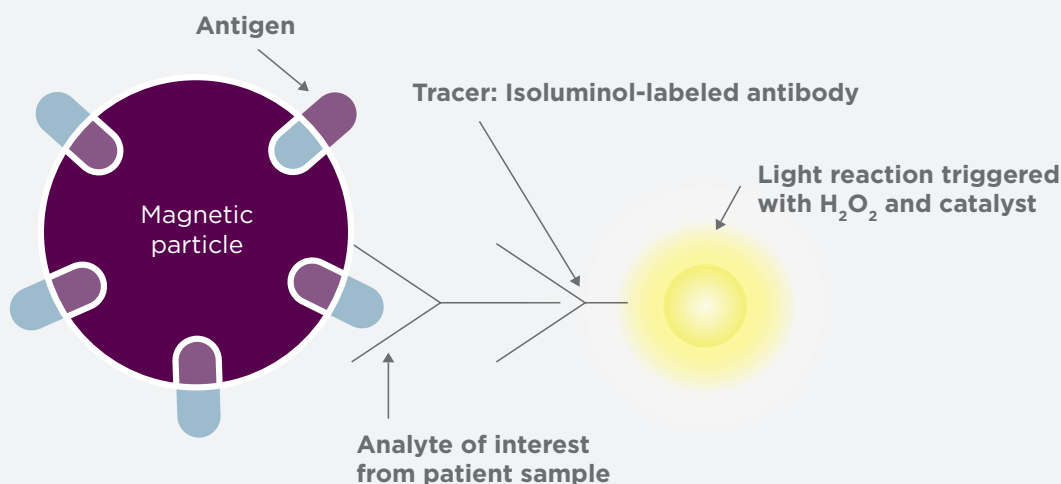 Antigen
Tracer: Isoluminol-labeled antibody
Light reaction triggered
with H₂O₂ and catalyst
Magnetic
particle
Analyte of interest
from patient sample